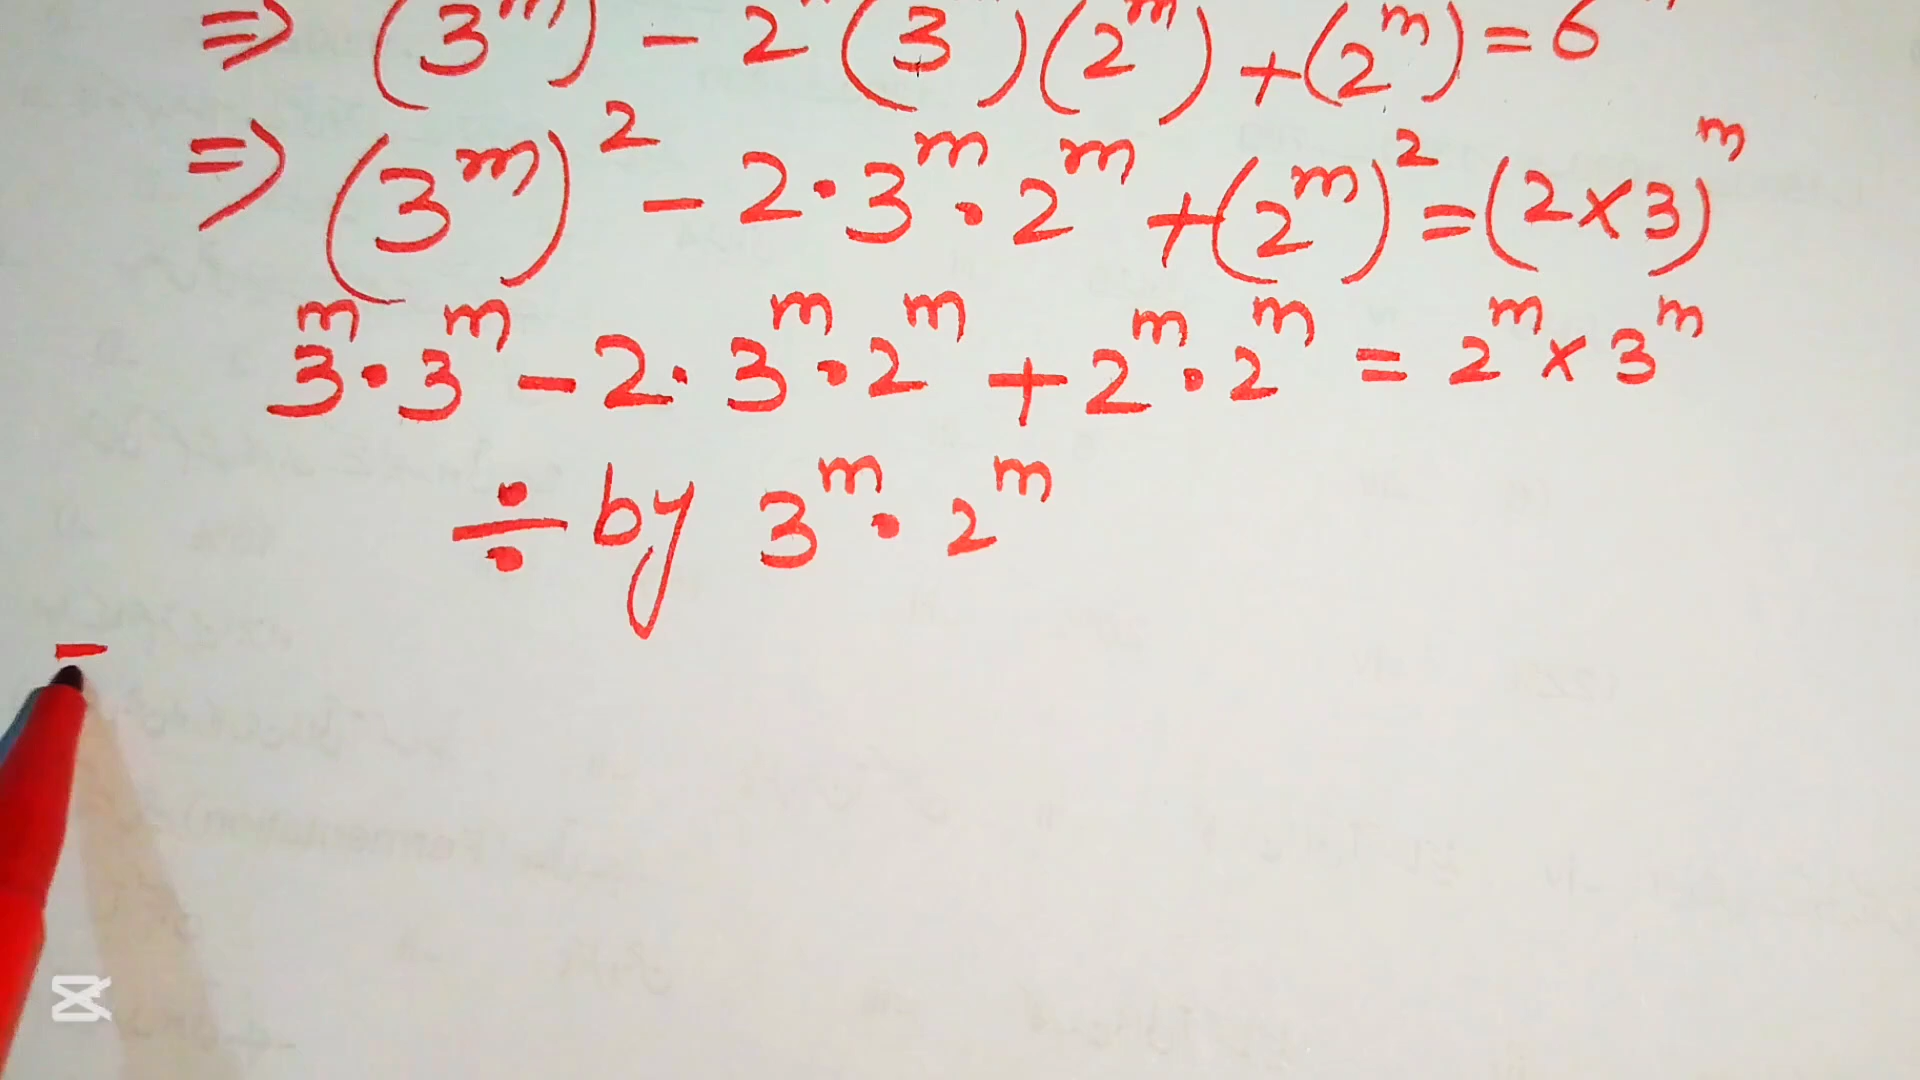 ⇒ (3^m) - 2 (3 )(2^m) + (2^m) = 6
⇒ (3^m)^2 - 2·3^m·2^m + (2^m)^2 = (2×3)^m
3^m·3^m - 2·3^m·2^m + 2^m·2^m = 2^m × 3^m
÷ by 3^m·2^m